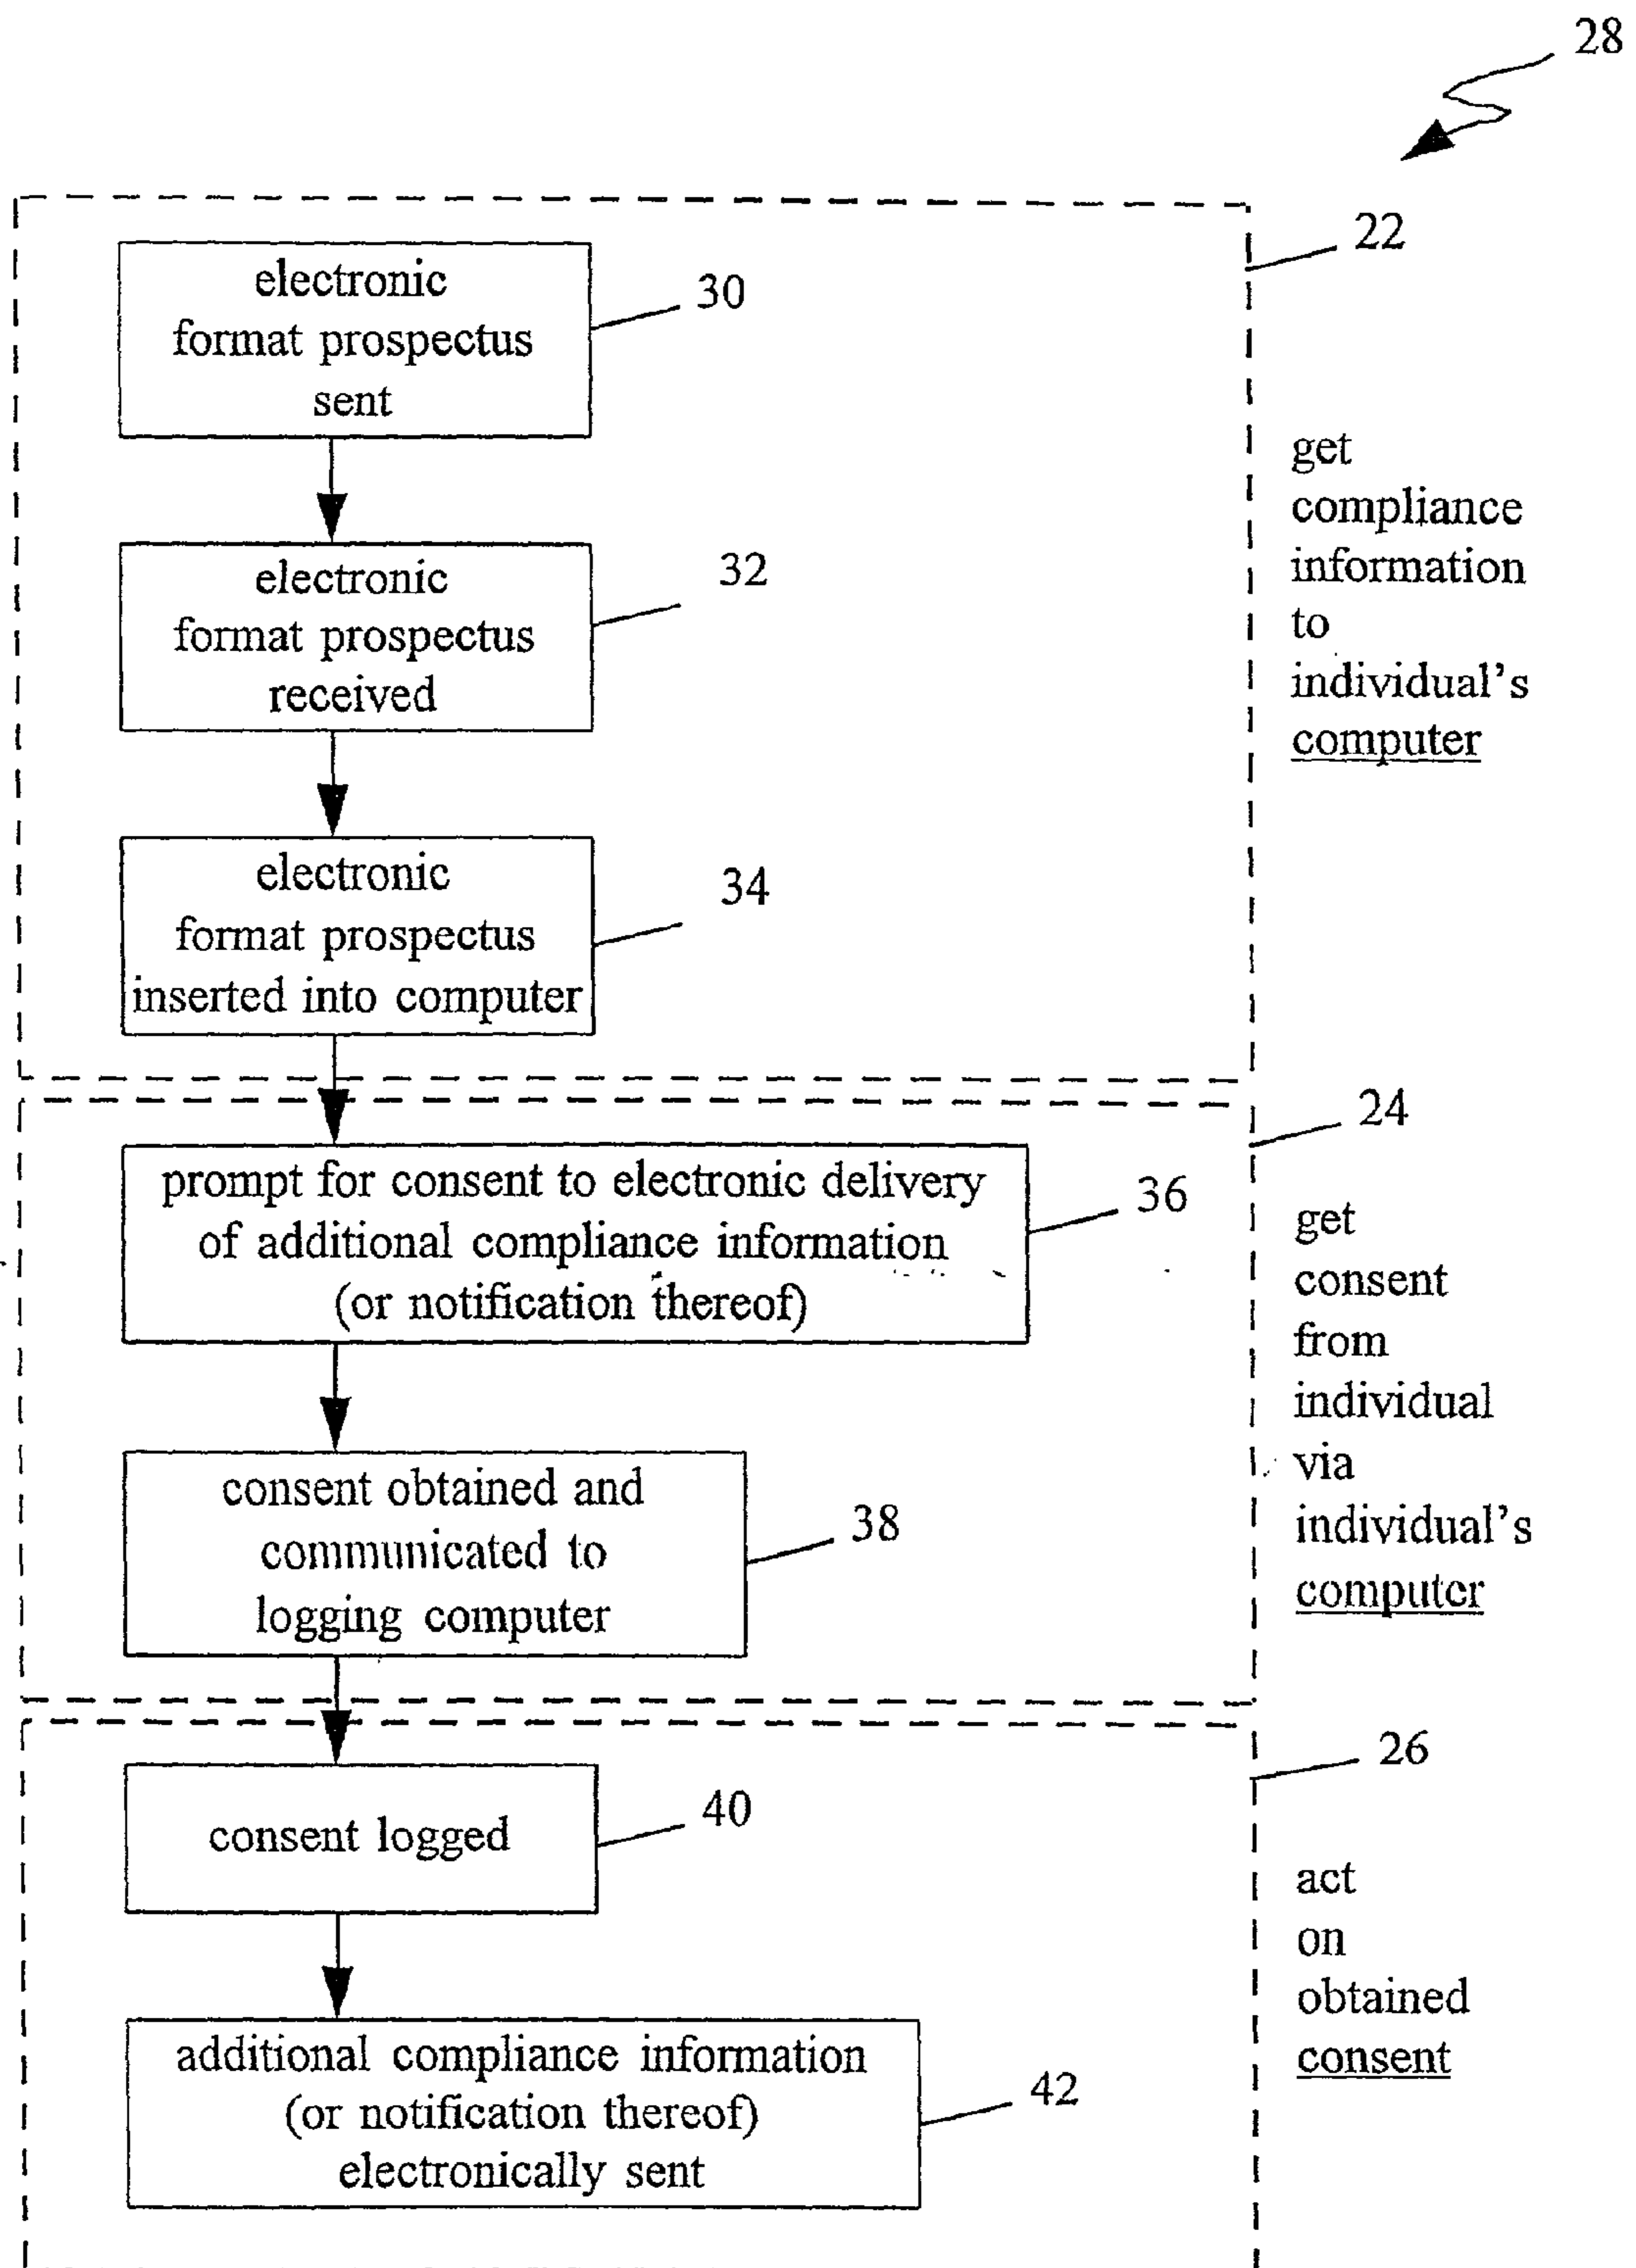 28
22
electronic
format prospectus
sent
30
get
compliance
information
to
individual's
computer
electronic
format prospectus
received
32
electronic
format prospectus
inserted into computer
34
24
prompt for consent to electronic delivery
of additional compliance information
(or notification thereof)
36
get
consent
from
individual
via
individual's
computer
consent obtained and
communicated to
logging computer
38
26
consent logged
40
act
on
obtained
consent
additional compliance information
(or notification thereof)
electronically sent
42